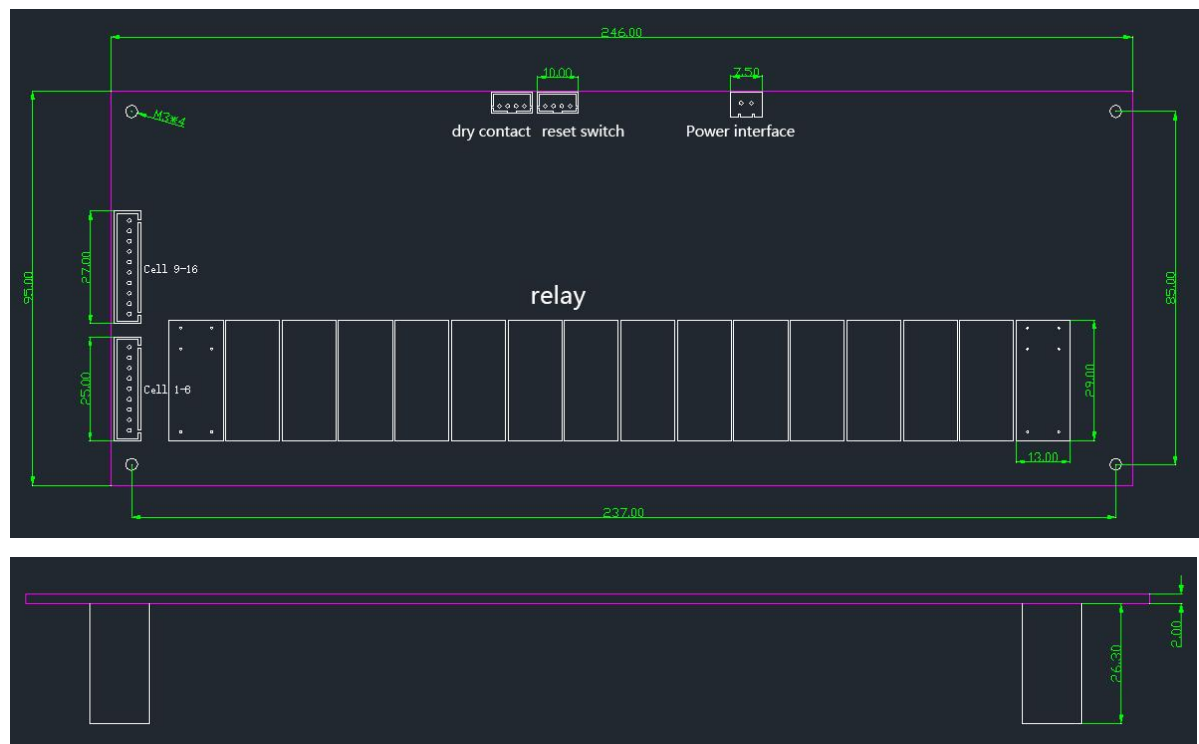 246.00
10.00
7.50
M3*4
dry contact
reset switch
Power interface
27.00
Cell 9-16
95.00
85.00
relay
25.00
Cell 1-8
29.00
13.00
237.00
2.00
26.30